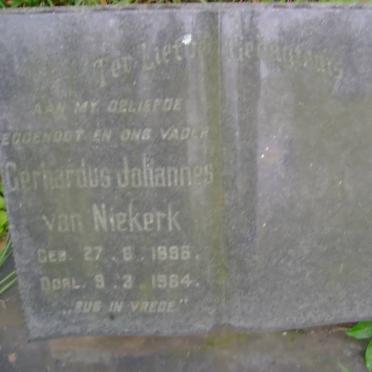 Ter Liefde Gedagtenis
AAN MY GELIEFDE
EGGENOOT EN ONS VADER
Gerhardus Johannes
van Niekerk
GEB. 27 . 8 . 1896.
OORL. 9 . 3 . 1964.
„RUS IN VREDE"